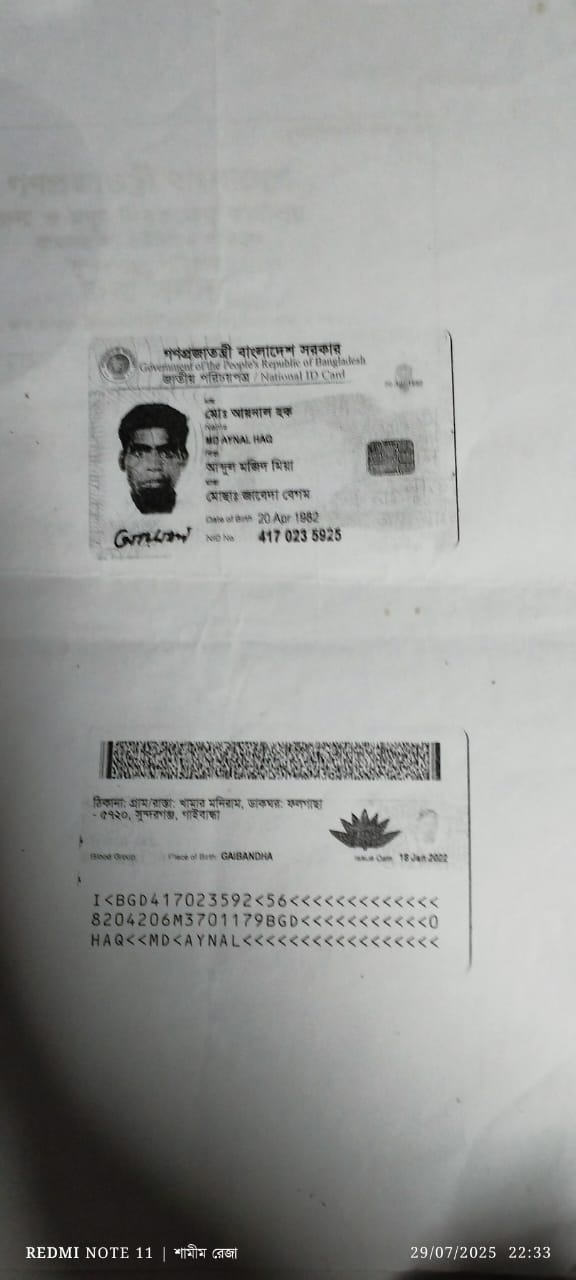 গণপ্রজাতন্ত্রী বাংলাদেশ সরকার
Government of the People's Republic of Bangladesh
জাতীয় পরিচয়পত্র / National ID Card
নাম
মোঃ আয়নাল হক
Name
MD AYNAL HAQ
পিতা
আব্দুল মজিদ মিয়া
মাতা
মোছাঃ জাবেদা বেগম
Date of Birth 20 Apr 1982
NID No. 417 023 5925
ঠিকানা: গ্রাম/রাস্তা: খামার মনিরাম, ডাকঘর: ফলগাছা
- ৫৭২০, সুন্দরগঞ্জ, গাইবান্ধা
Blood Group: Place of Birth: GAIBANDHA Issue Date: 18 Jan 2022
I<BGD417023592<56<<<<<<<<<<<<<
8204206M3701179BGD<<<<<<<<<<<0
HAQ<<MD<AYNAL<<<<<<<<<<<<<<<<<
REDMI NOTE 11 | শামীম রেজা 29/07/2025 22:33